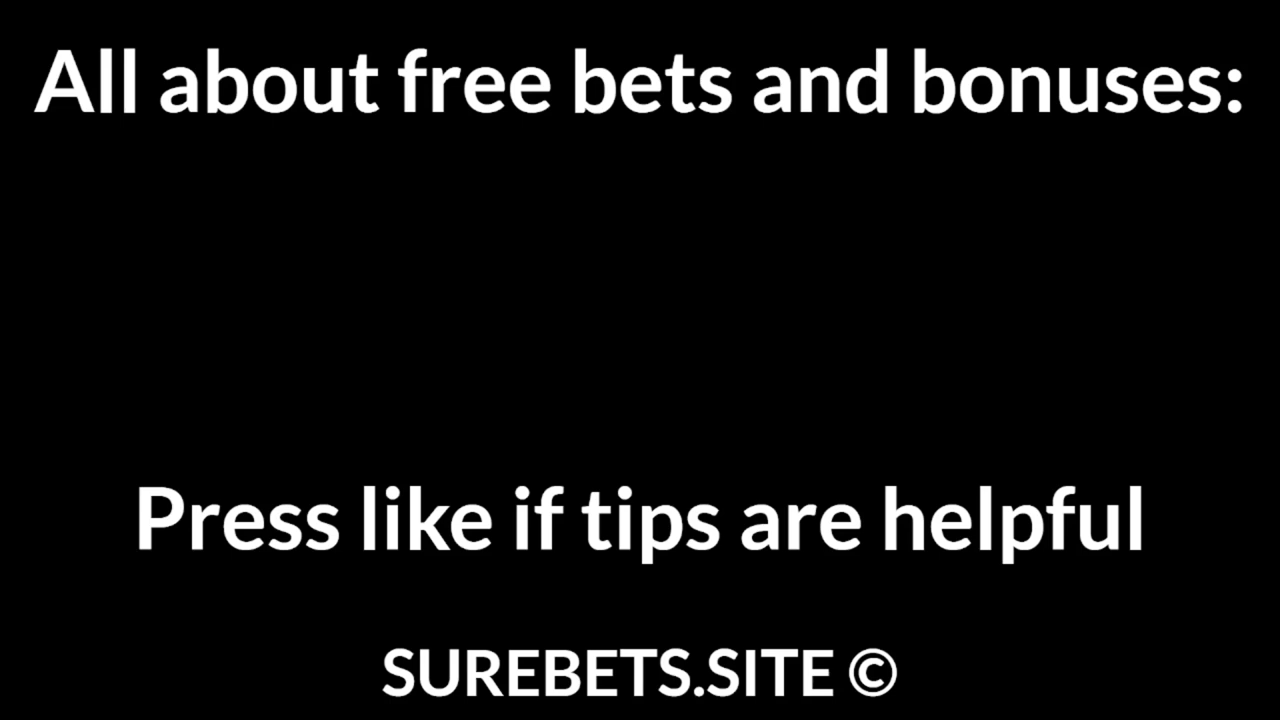 All about free bets and bonuses:
Press like if tips are helpful
SUREBETS.SITE ©